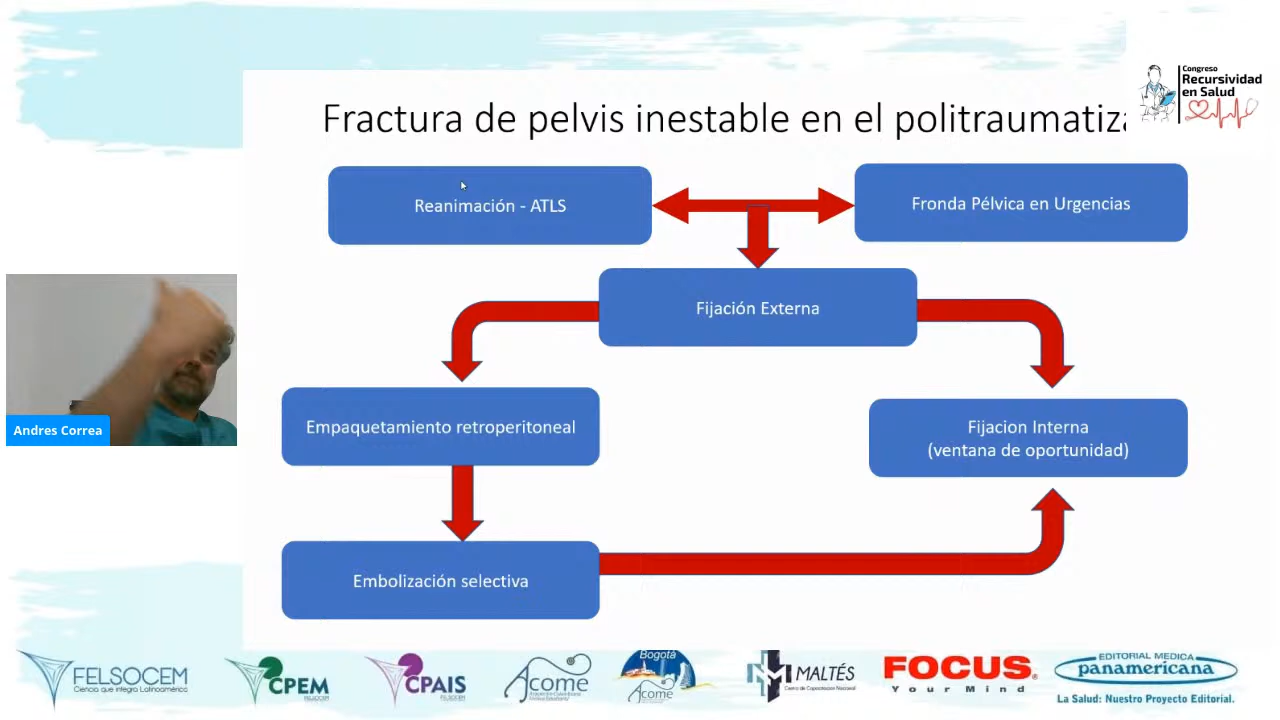 Congreso
Recursividad
en Salud
Fractura de pelvis inestable en el politraumatiza
Reanimación - ATLS
Fronda Pélvica en Urgencias
Fijación Externa
Empaquetamiento retroperitoneal
Fijacion Interna
(ventana de oportunidad)
Embolización selectiva
Andres Correa
FELSOCEM
Ciencia que integra Latinoamérica
CPEM
FELSOCEM
CPAIS
FELSOCEM
Acome
Bogotá
Acome
MALTÉS
Centro de Capacitación Nacional
FOCUS
Your Mind
EDITORIAL MEDICA
panamericana
La Salud: Nuestro Proyecto Editorial.